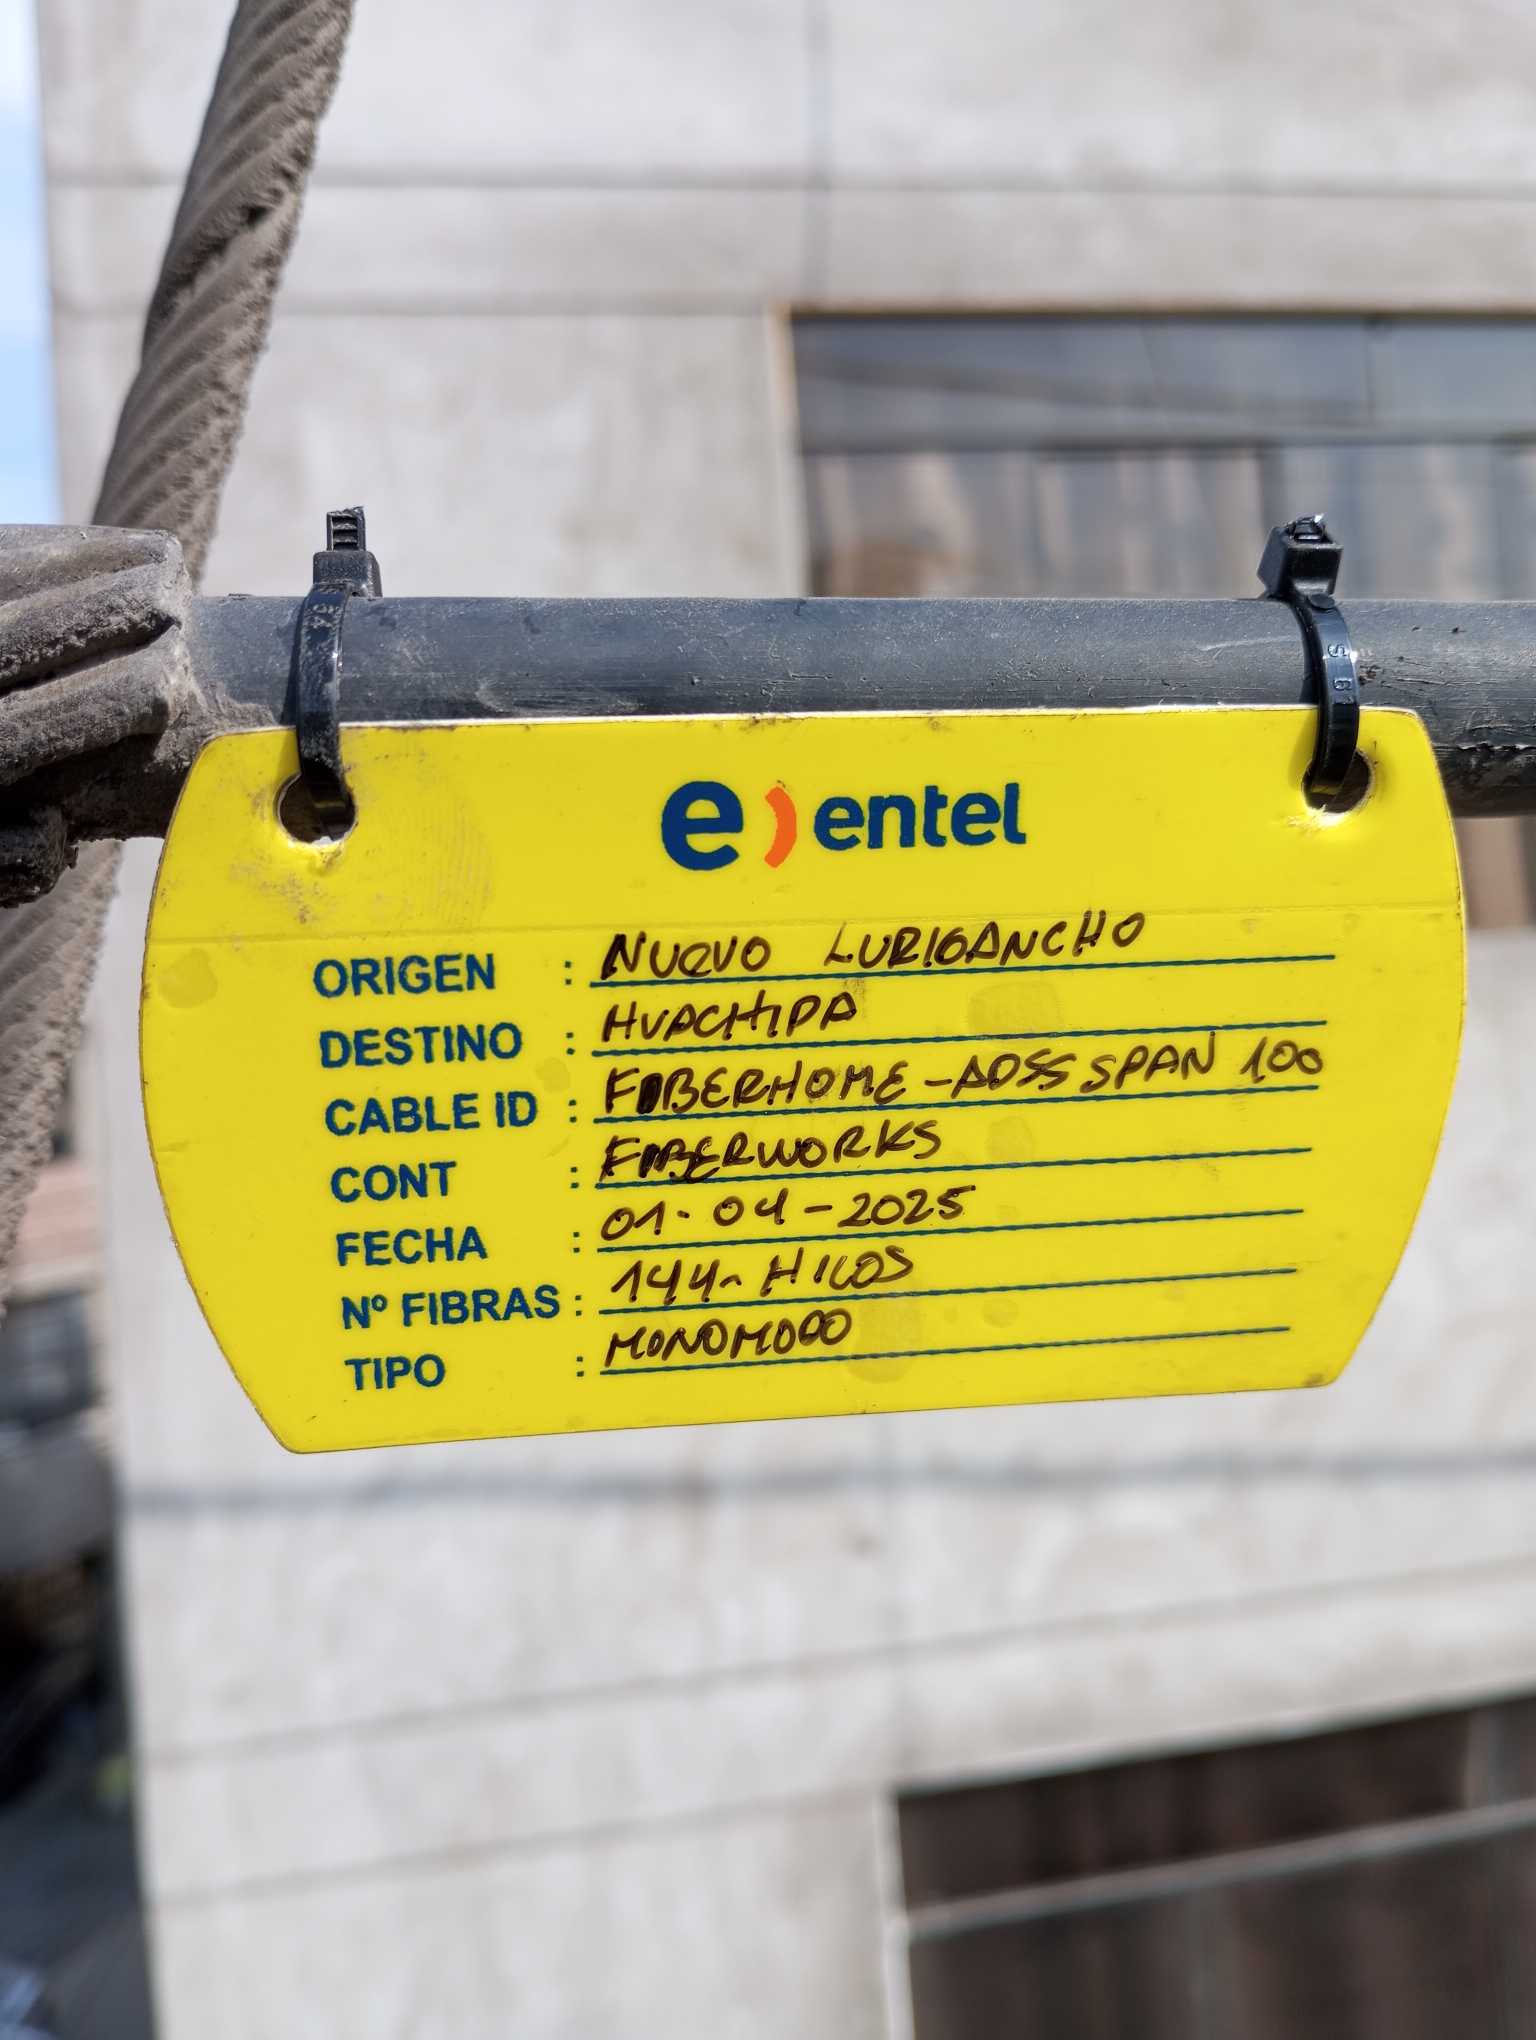 e) entel
ORIGEN : NUEVO LURIGANCHO
DESTINO : HUACHIPA
CABLE ID : FIBERHOME-ADSS SPAN 100
CONT : FIBERWORKS
FECHA : 01-04-2025
Nº FIBRAS : 144- HILOS
TIPO : MONOMODO